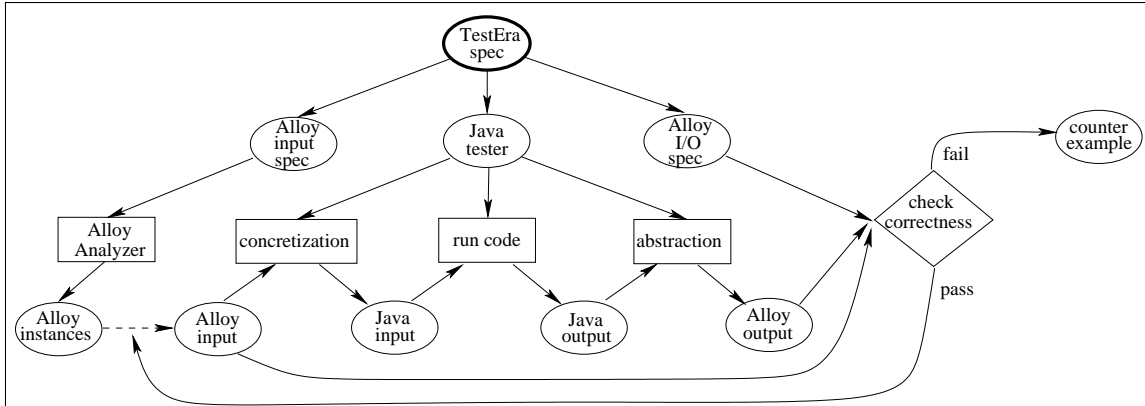 TestEra
spec
Alloy
input
spec
Java
tester
Alloy
I/O
spec
counter
example
fail
check
correctness
Alloy
Analyzer
concretization
run code
abstraction
pass
Alloy
instances
Alloy
input
Java
input
Java
output
Alloy
output